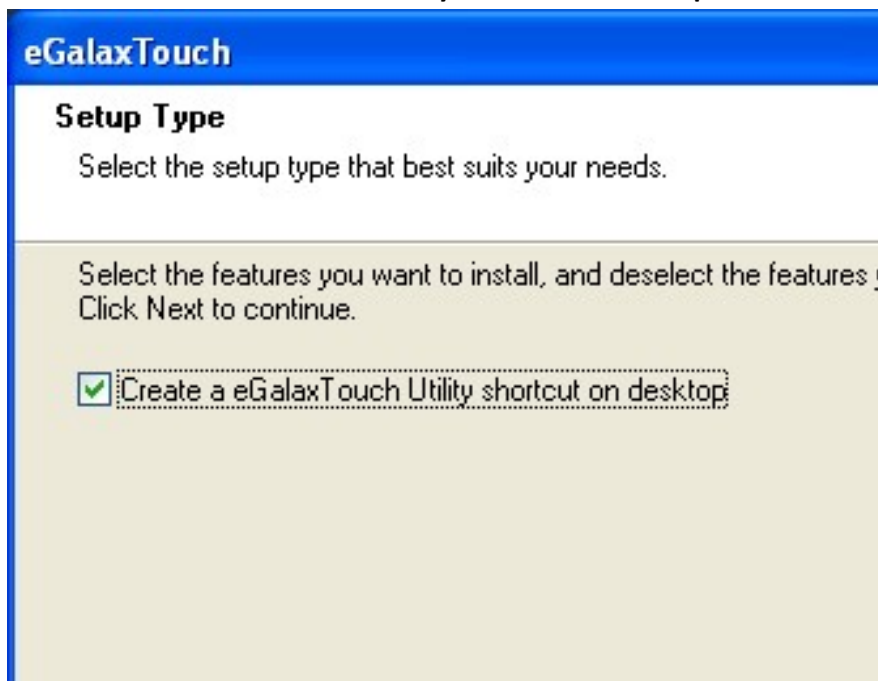 eGalaxTouch
Setup Type
Select the setup type that best suits your needs.
Select the features you want to install, and deselect the features
Click Next to continue.
Create a eGalaxTouch Utility shortcut on desktop